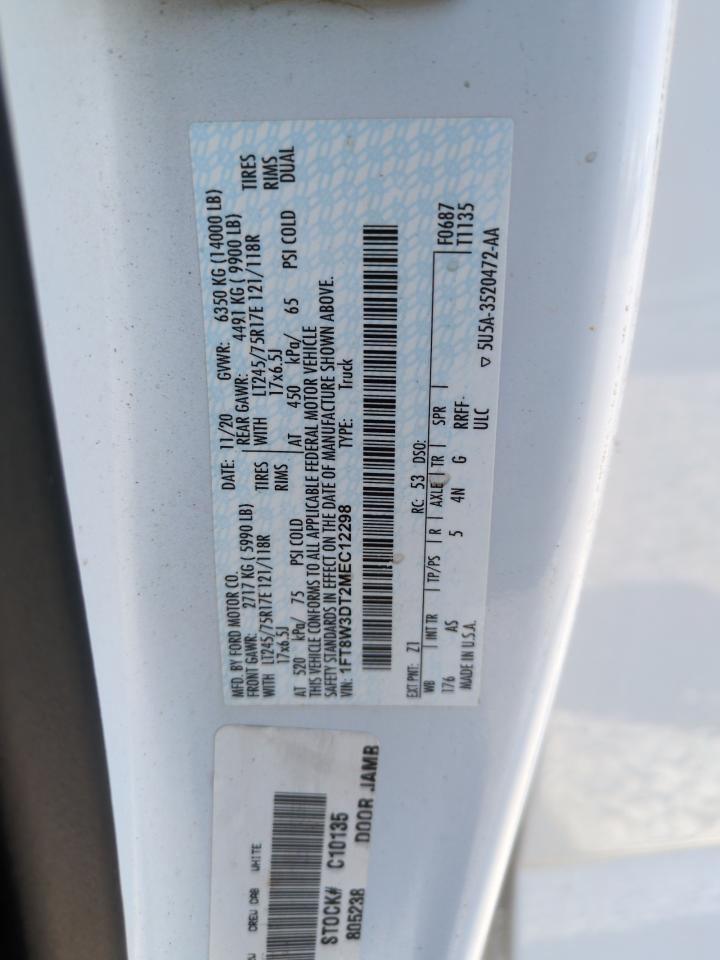 MFD. BY FORD MOTOR CO.
DATE: 11/20 GVWR: 6350 KG (14000 LB)
FRONT GAWR: 2717 KG ( 5990 LB) REAR GAWR: 4491 KG ( 9900 LB)
WITH LT245/75R17E 121/118R TIRES WITH LT245/75R17E 121/118R TIRES
17x6.5J RIMS 17x6.5J RIMS
AT 520 kPa/ 75 PSI COLD AT 450 kPa/ 65 PSI COLD DUAL
THIS VEHICLE CONFORMS TO ALL APPLICABLE FEDERAL MOTOR VEHICLE
SAFETY STANDARDS IN EFFECT ON THE DATE OF MANUFACTURE SHOWN ABOVE.
VIN: 1FT8W3DT2MEC12298 TYPE: Truck
EXT PNT: Z1 RC: 53 DSO: F0687
WB INT TR TP/PS R AXLE TR SPR T1135
176 AS 5 4N G RRFF-
MADE IN U.S.A. ULC ▽ 5U5A-3520472-AA
CREW CAB WHITE
STOCK# C10135
805238 DOOR JAMB